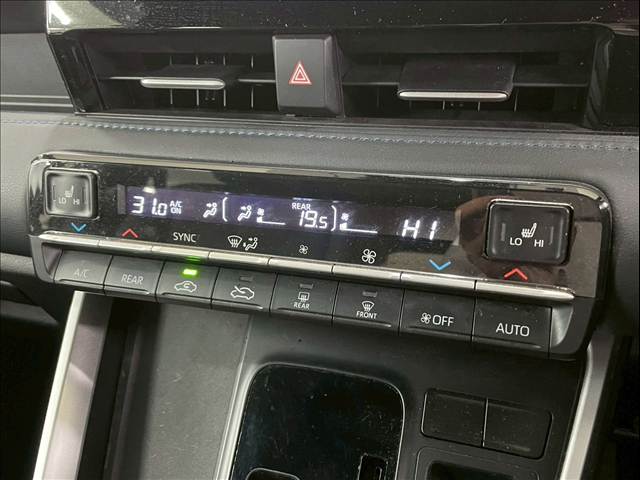 REAR
31.0 A/C ON 19.5 HI
LO HI
LO HI
SYNC
A/C REAR REAR FRONT OFF AUTO